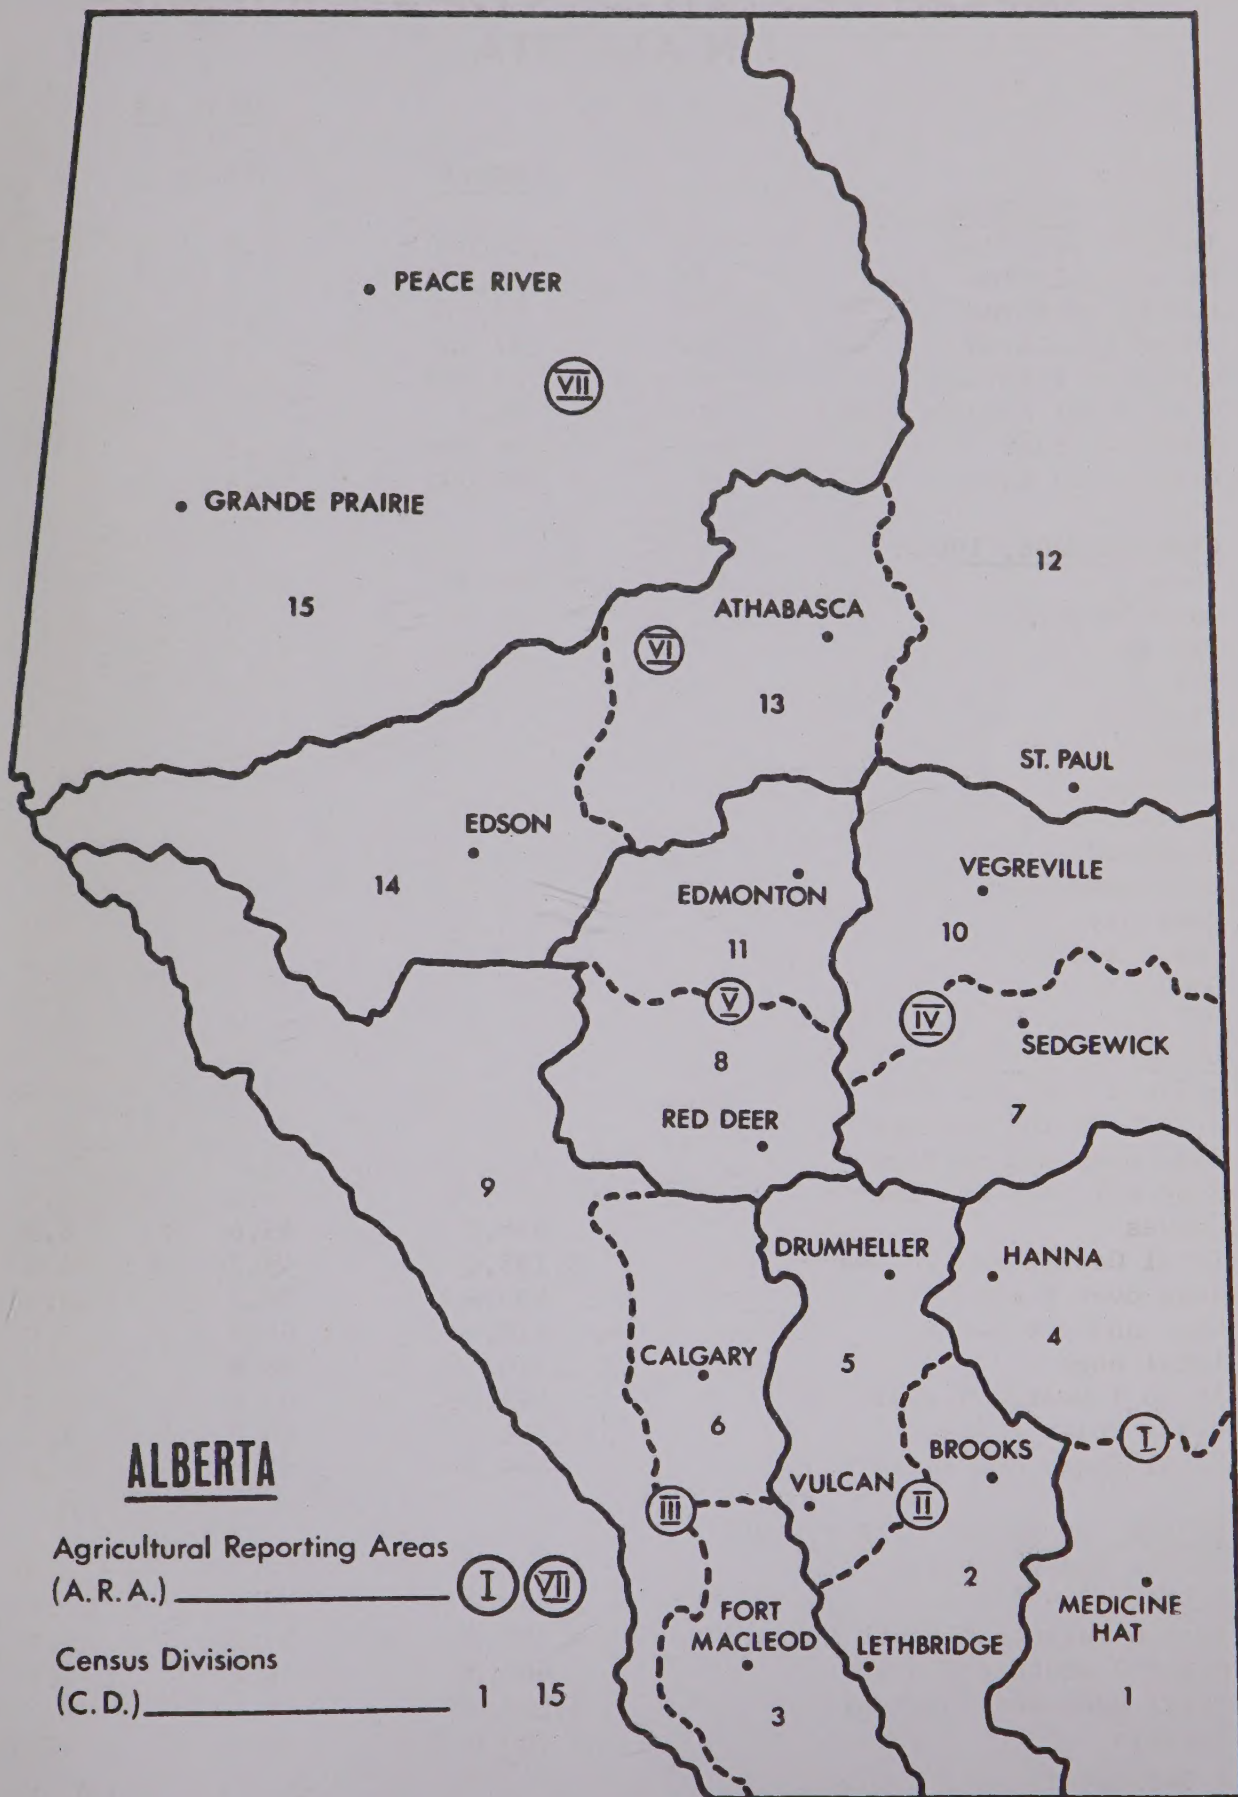 PEACE RIVER
VII
GRANDE PRAIRIE
15
12
ATHABASCA
VI
13
ST. PAUL
EDSON
14
VEGREVILLE
EDMONTON
10
11
V
IV
SEDGEWICK
8
7
RED DEER
9
DRUMHELLER
HANNA
4
CALGARY
5
6
I
BROOKS
VULCAN
III
II
2
FORT
MACLEOD
LETHBRIDGE
MEDICINE
HAT
3
1
ALBERTA
Agricultural Reporting Areas
(A.R.A.) I VII
Census Divisions
(C.D.) 1 15